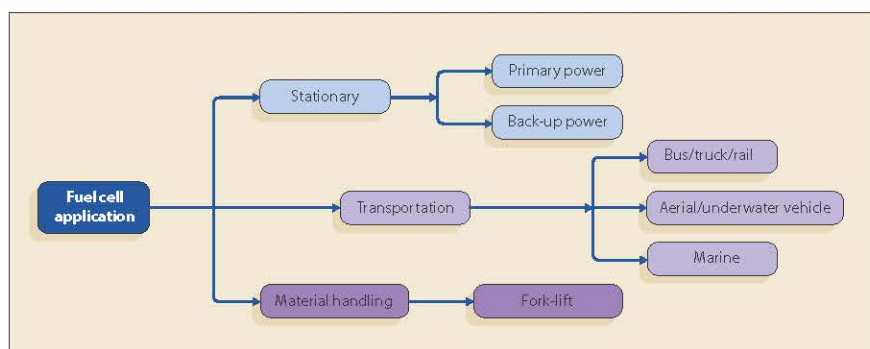 Fuel cell
application
Stationary
Primary power
Back-up power
Transportation
Bus/truck/rail
Aerial/underwater vehicle
Marine
Material handling
Fork-lift